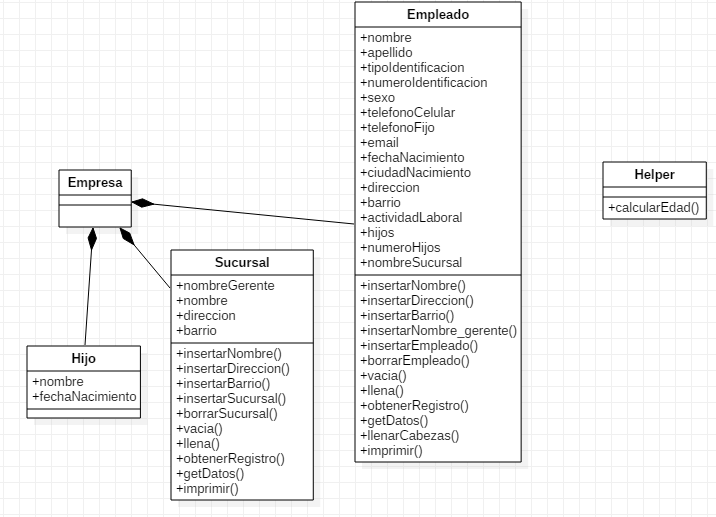 Empleado
+nombre
+apellido
+tipoIdentificacion
+numeroIdentificacion
+sexo
+telefonoCelular
+telefonoFijo
+email
+fechaNacimiento
+ciudadNacimiento
+direccion
+barrio
+actividadLaboral
+hijos
+numeroHijos
+nombreSucursal
+insertarNombre()
+insertarDireccion()
+insertarBarrio()
+insertarNombre_gerente()
+insertarEmpleado()
+borrarEmpleado()
+vacia()
+llena()
+obtenerRegistro()
+getDatos()
+llenarCabezas()
+imprimir()
Helper
+calcularEdad()
Empresa
Sucursal
+nombreGerente
+nombre
+direccion
+barrio
+insertarNombre()
+insertarDireccion()
+insertarBarrio()
+insertarSucursal()
+borrarSucursal()
+vacia()
+llena()
+obtenerRegistro()
+getDatos()
+imprimir()
Hijo
+nombre
+fechaNacimiento